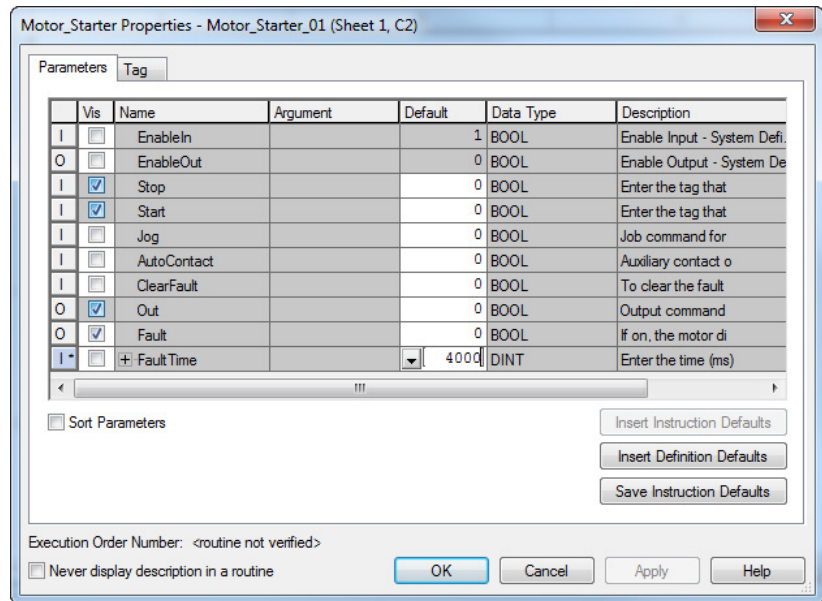 Motor_Starter Properties - Motor_Starter_01 (Sheet 1, C2)
Parameters Tag
Vis Name Argument Default Data Type Description
I EnableIn 1 BOOL Enable Input - System Defi.
O EnableOut 0 BOOL Enable Output - System De
I Stop 0 BOOL Enter the tag that
I Start 0 BOOL Enter the tag that
I Jog 0 BOOL Job command for
I AutoContact 0 BOOL Auxiliary contact o
I ClearFault 0 BOOL To clear the fault
O Out 0 BOOL Output command
O Fault 0 BOOL If on, the motor di
I * FaultTime 4000 DINT Enter the time (ms)
Sort Parameters
Insert Instruction Defaults
Insert Definition Defaults
Save Instruction Defaults
Execution Order Number: <routine not verified>
Never display description in a routine
OK Cancel Apply Help